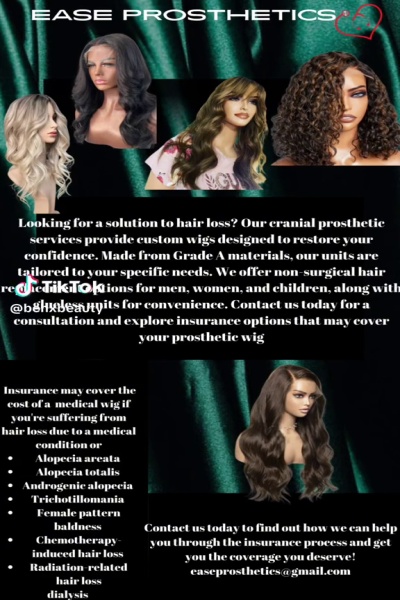 EASE PROSTHETICS
Looking for a solution to hair loss? Our cranial prosthetic
services provide custom wigs designed to restore your
confidence. Made from Grade A materials, our units are
tailored to your specific needs. We offer non-surgical hair
for men, women, and children, along with
TikTok
glueless units for convenience. Contact us today for a
@bellxbeauty
consultation and explore insurance options that may cover
your prosthetic wig
Insurance may cover the
cost of a medical wig if
you're suffering from
hair loss due to a medical
condition or
• Alopecia areata
• Alopecia totalis
• Androgenic alopecia
• Trichotillomania
• Female pattern
baldness
• Chemotherapy-
induced hair loss
• Radiation-related
hair loss
dialysis
Contact us today to find out how we can help
you through the insurance process and get
you the coverage you deserve!
easeprosthetics@gmail.com